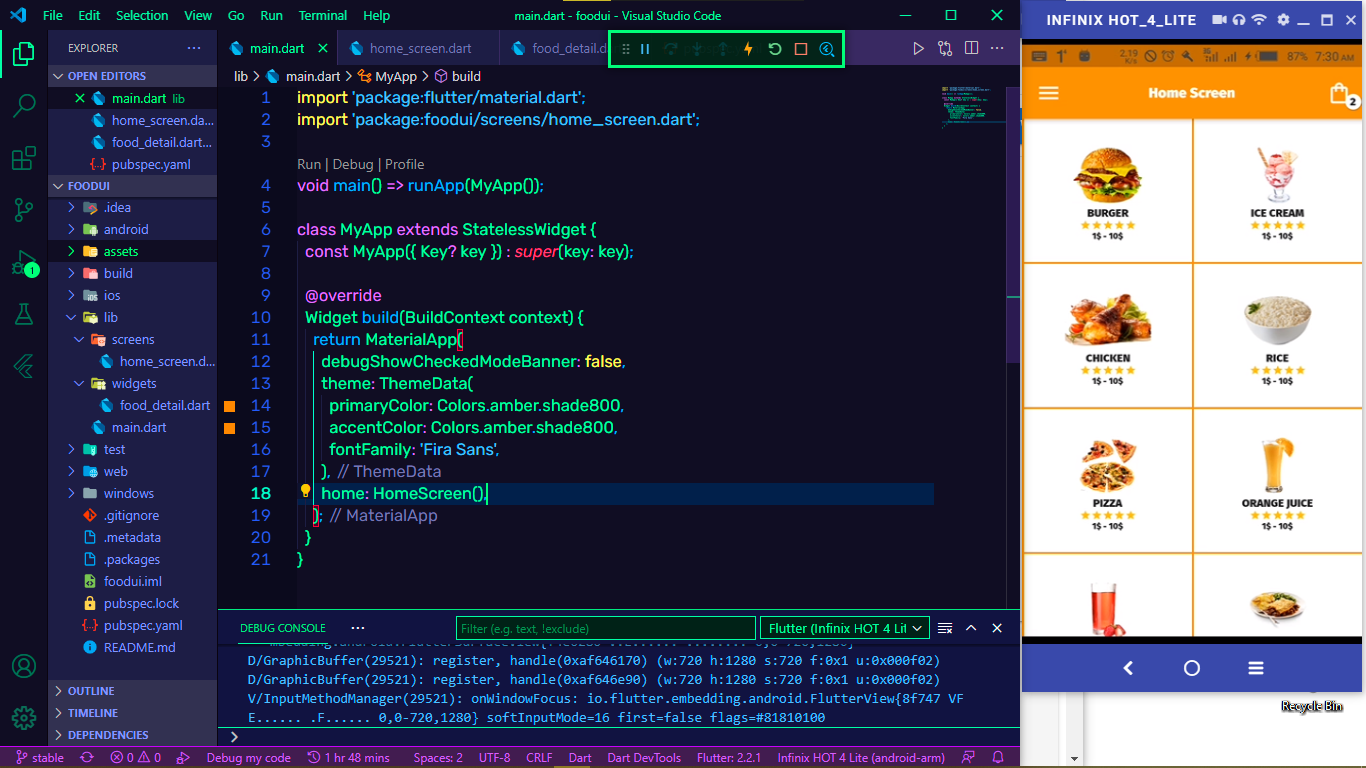 File Edit Selection View Go Run Terminal Help
main.dart - foodui - Visual Studio Code
EXPLORER
OPEN EDITORS
main.dart lib
home_screen.da...
food_detail.dart...
pubspec.yaml
FOODUI
.idea
android
assets
build
ios
lib
screens
home_screen.d...
widgets
food_detail.dart
main.dart
test
web
windows
.gitignore
.metadata
.packages
foodui.iml
pubspec.lock
pubspec.yaml
README.md
OUTLINE
TIMELINE
DEPENDENCIES
1
main.dart
home_screen.dart
food_detail.d
lib > main.dart > MyApp > build
1 import 'package:flutter/material.dart';
2 import 'package:foodui/screens/home_screen.dart';
3
Run | Debug | Profile
4 void main() => runApp(MyApp());
5
6 class MyApp extends StatelessWidget {
7 const MyApp({ Key? key }) : super(key: key);
8
9 @override
10 Widget build(BuildContext context) {
11 return MaterialApp(
12 debugShowCheckedModeBanner: false,
13 theme: ThemeData(
14 primaryColor: Colors.amber.shade800,
15 accentColor: Colors.amber.shade800,
16 fontFamily: 'Fira Sans',
17 ), // ThemeData
18 home: HomeScreen(),
19 ); // MaterialApp
20 }
21 }
DEBUG CONSOLE
Filter (e.g. text, !exclude)
Flutter (Infinix HOT 4 Lit
D/GraphicBuffer(29521): register, handle(0xaf646170) (w:720 h:1280 s:720 f:0x1 u:0x000f02)
D/GraphicBuffer(29521): register, handle(0xaf646e90) (w:720 h:1280 s:720 f:0x1 u:0x000f02)
V/InputMethodManager(29521): onWindowFocus: io.flutter.embedding.android.FlutterView{8f747 VF
E...... .F...... 0,0-720,1280} softInputMode=16 first=false flags=#81810100
stable
0 0
Debug my code
1 hr 48 mins
Spaces: 2
UTF-8
CRLF
Dart
Dart DevTools
Flutter: 2.2.1
Infinix HOT 4 Lite (android-arm)
INFINIX HOT_4_LITE
2.19
K/s
87% 7:30 AM
Home Screen
2
BURGER
1$ - 10$
ICE CREAM
1$ - 10$
CHICKEN
1$ - 10$
RICE
1$ - 10$
PIZZA
1$ - 10$
ORANGE JUICE
1$ - 10$
Recycle Bin